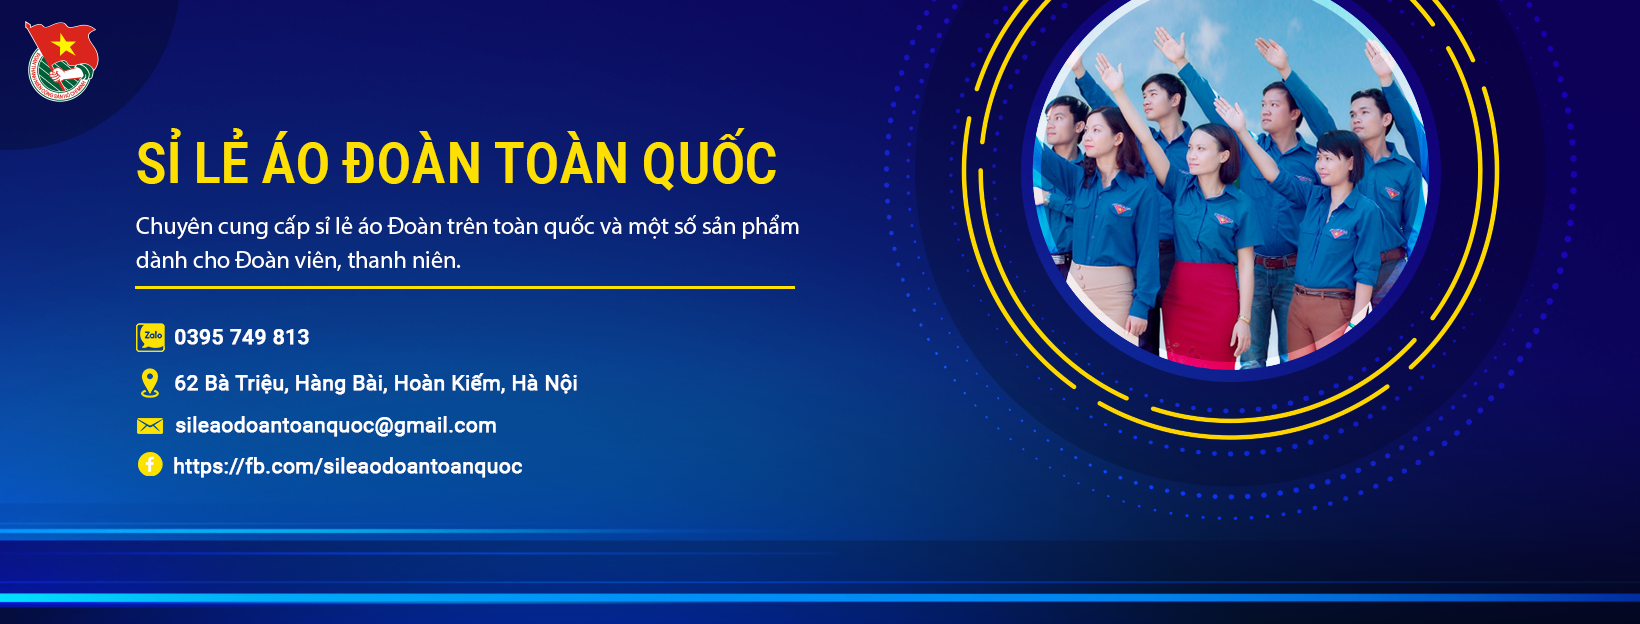 SỈ LẺ ÁO ĐOÀN TOÀN QUỐC
Chuyên cung cấp sỉ lẻ áo Đoàn trên toàn quốc và một số sản phẩm
dành cho Đoàn viên, thanh niên.
Zalo
0395 749 813
62 Bà Triệu, Hàng Bài, Hoàn Kiếm, Hà Nội
sileaodoantoanquoc@gmail.com
https://fb.com/sileaodoantoanquoc